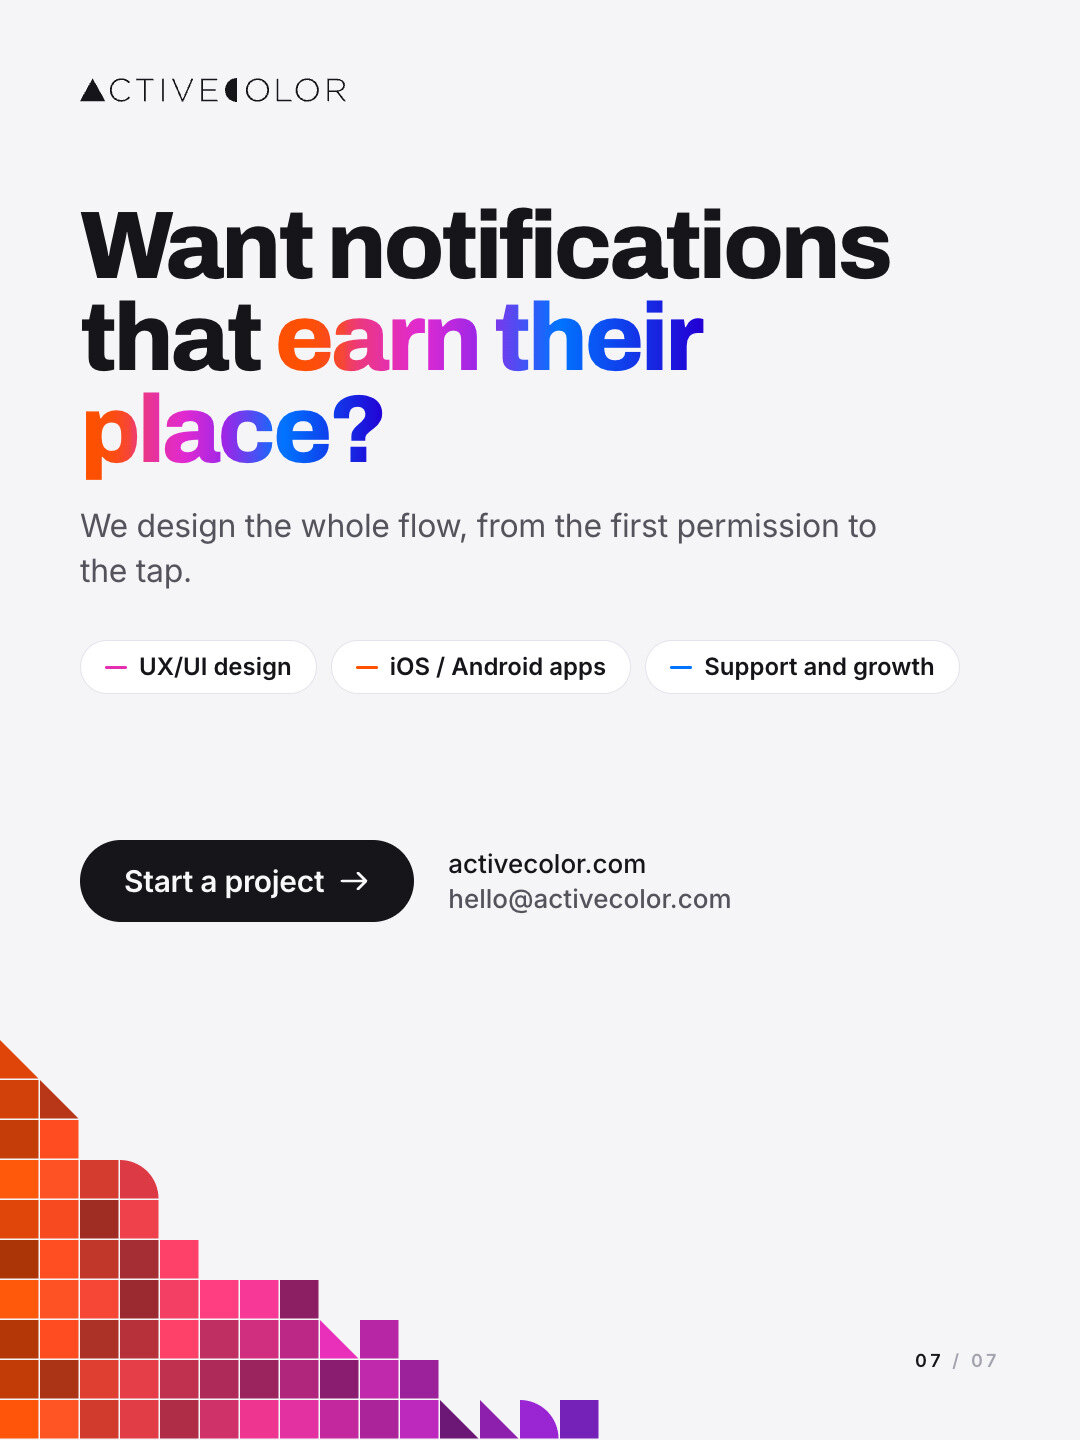 ACTIVECOLOR
Want notifications
that earn their
place?
We design the whole flow, from the first permission to
the tap.
UX/UI design
iOS / Android apps
Support and growth
Start a project →
activecolor.com
hello@activecolor.com
07 / 07